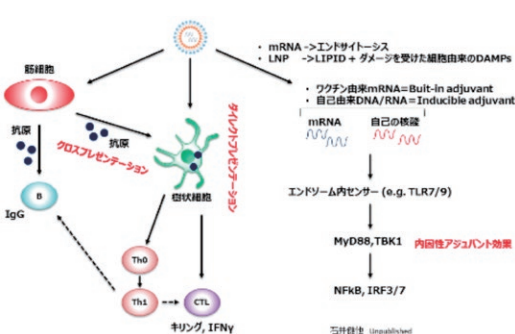 ・ mRNA ->エンドサイトーシス
・ LNP ->LIPID + ダメージを受けた細胞由来のDAMPs
・ ワクチン由来mRNA=Buit-in adjuvant
・ 自己由来DNA/RNA=Inducible adjuvant
筋細胞
mRNA 自己の核酸
抗原
抗原
クロスプレゼンテーション
ダイレクトプレゼンテーション
樹状細胞
B
IgG
エンドソーム内センサー (e.g. TLR7/9)
MyD88,TBK1 内因性アジュバント効果
Th0
NFkB, IRF3/7
Th1
CTL
キリング, IFNγ
Unpablished